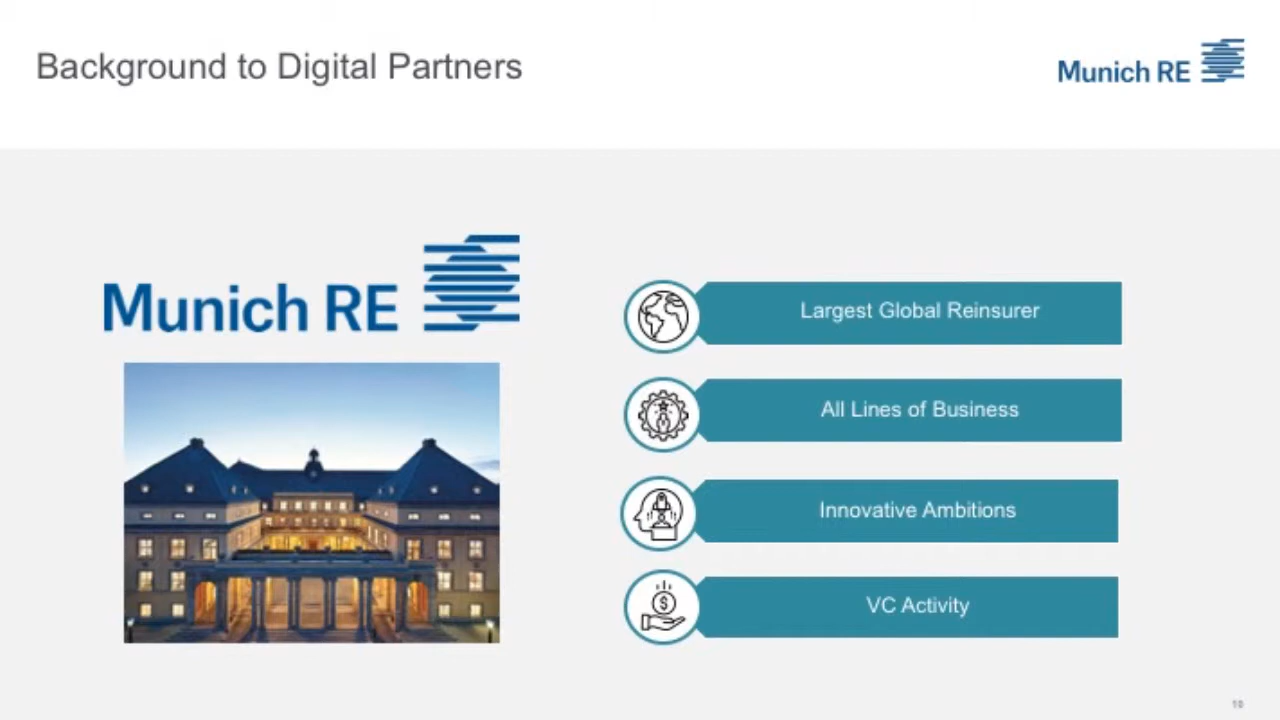 Background to Digital Partners
Munich RE
Munich RE
Largest Global Reinsurer
All Lines of Business
Innovative Ambitions
$
VC Activity
10